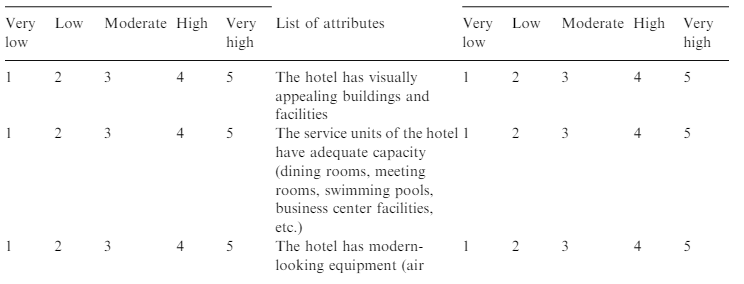 Very Low Moderate High Very List of attributes Very Low Moderate High Very
low high low high
1 2 3 4 5 The hotel has visually 1 2 3 4 5
appealing buildings and
facilities
1 2 3 4 5 The service units of the hotel 1 2 3 4 5
have adequate capacity
(dining rooms, meeting
rooms, swimming pools,
business center facilities,
etc.)
1 2 3 4 5 The hotel has modern- 1 2 3 4 5
looking equipment (air